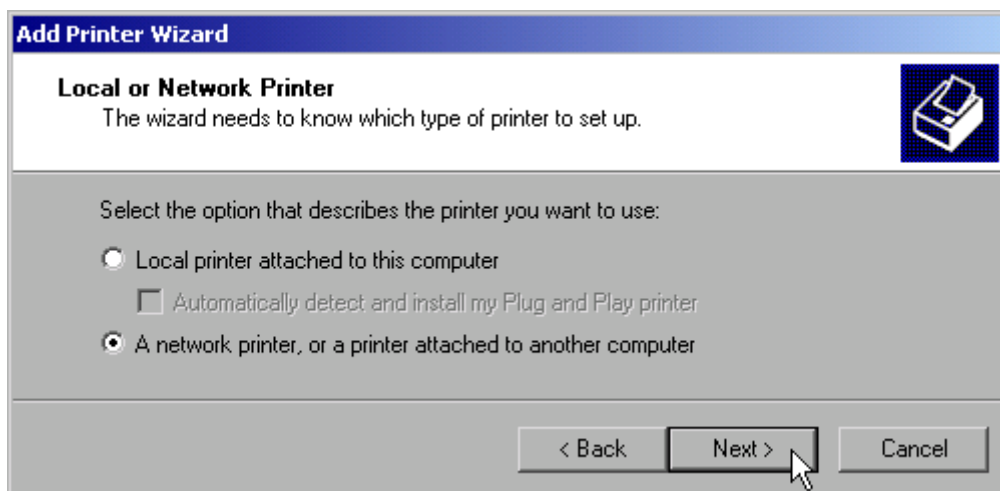 Add Printer Wizard
Local or Network Printer
The wizard needs to know which type of printer to set up.
Select the option that describes the printer you want to use:
Local printer attached to this computer
Automatically detect and install my Plug and Play printer
A network printer, or a printer attached to another computer
< Back Next > Cancel